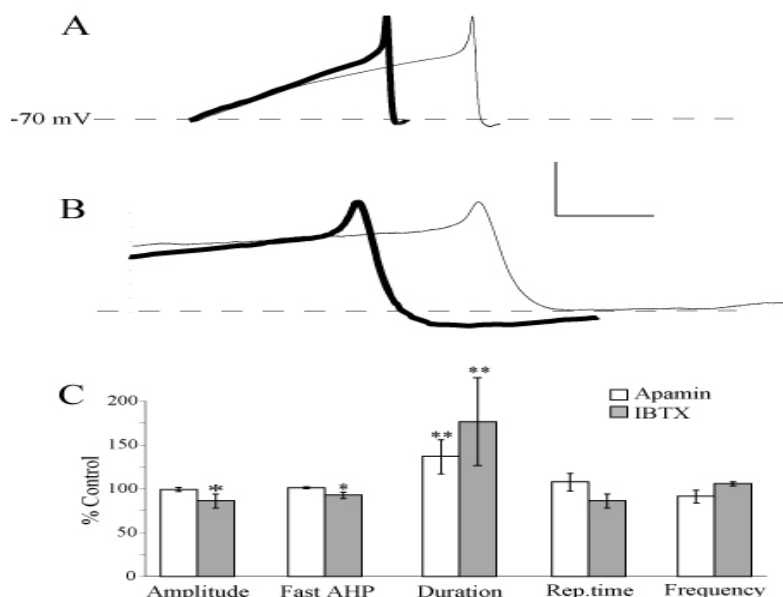 A
-70 mV
B
C
**
Apamin
IBTX
200
**
150
*
*
100
50
0
% Control
Amplitude Fast AHP Duration Rep.time Frequency